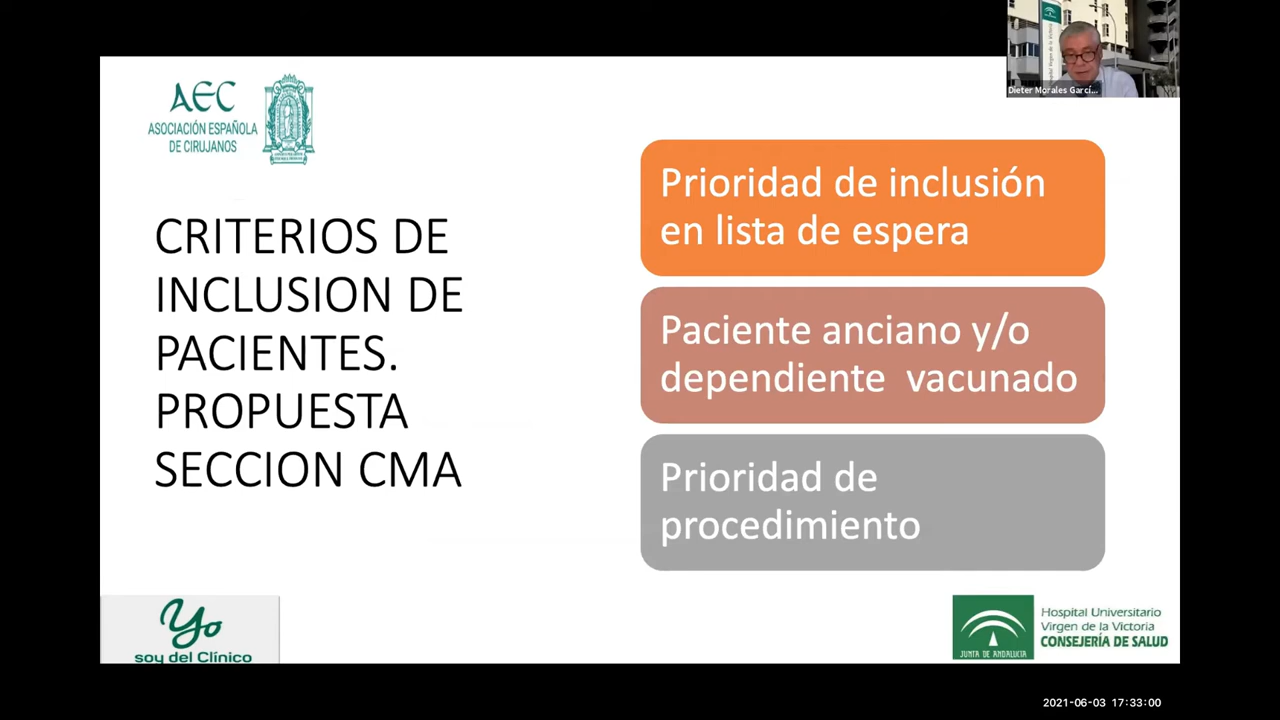 AEC
ASOCIACIÓN ESPAÑOLA
DE CIRUJANOS
CRITERIOS DE
INCLUSION DE
PACIENTES.
PROPUESTA
SECCION CMA
Prioridad de inclusión
en lista de espera
Paciente anciano y/o
dependiente vacunado
Prioridad de
procedimiento
Dieter Morales Garcí...
Yo
soy del Clínico
JUNTA DE ANDALUCIA
Hospital Universitario
Virgen de la Victoria
CONSEJERÍA DE SALUD
2021-06-03 17:33:00